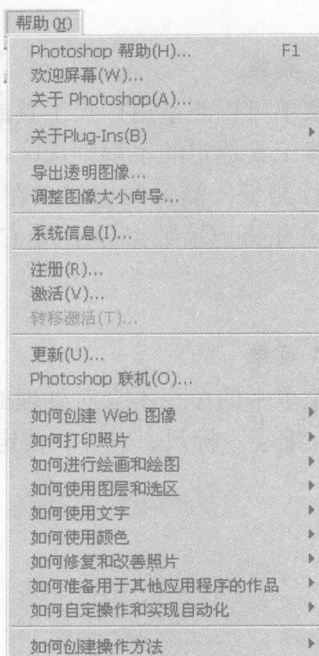 帮助(H)
Photoshop 帮助(H)... F1
欢迎屏幕(W)...
关于 Photoshop(A)...
关于Plug-Ins(B)
导出透明图像...
调整图像大小向导...
系统信息(I)...
注册(R)...
激活(V)...
转移激活(T)...
更新(U)...
Photoshop 联机(O)...
如何创建 Web 图像
如何打印照片
如何进行绘画和绘图
如何使用图层和选区
如何使用文字
如何使用颜色
如何修复和改善照片
如何准备用于其他应用程序的作品
如何自定操作和实现自动化
如何创建操作方法